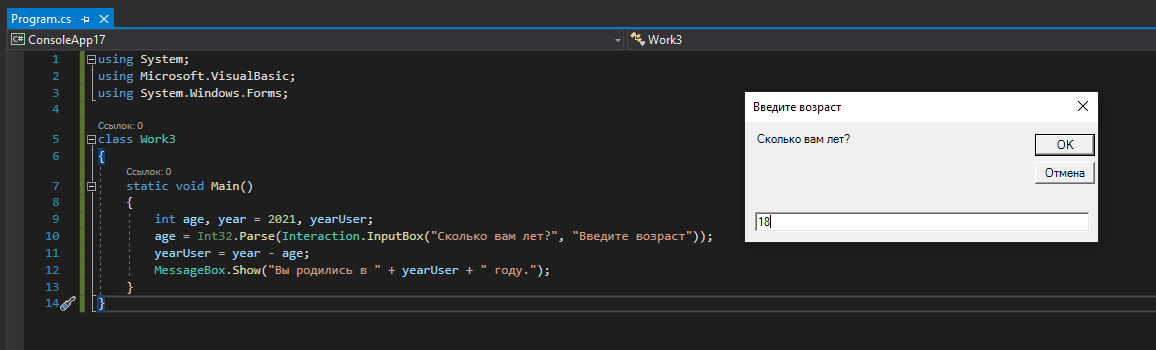 Program.cs
ConsoleApp17
Work3
1 using System;
2 using Microsoft.VisualBasic;
3 using System.Windows.Forms;
4
Ссылок: 0
5 class Work3
6 {
Ссылок: 0
7 static void Main()
8 {
9 int age, year = 2021, yearUser;
10 age = Int32.Parse(Interaction.InputBox("Сколько вам лет?", "Введите возраст"));
11 yearUser = year - age;
12 MessageBox.Show("Вы родились в " + yearUser + " году.");
13 }
14 }
Введите возраст
Сколько вам лет?
OK
Отмена
18